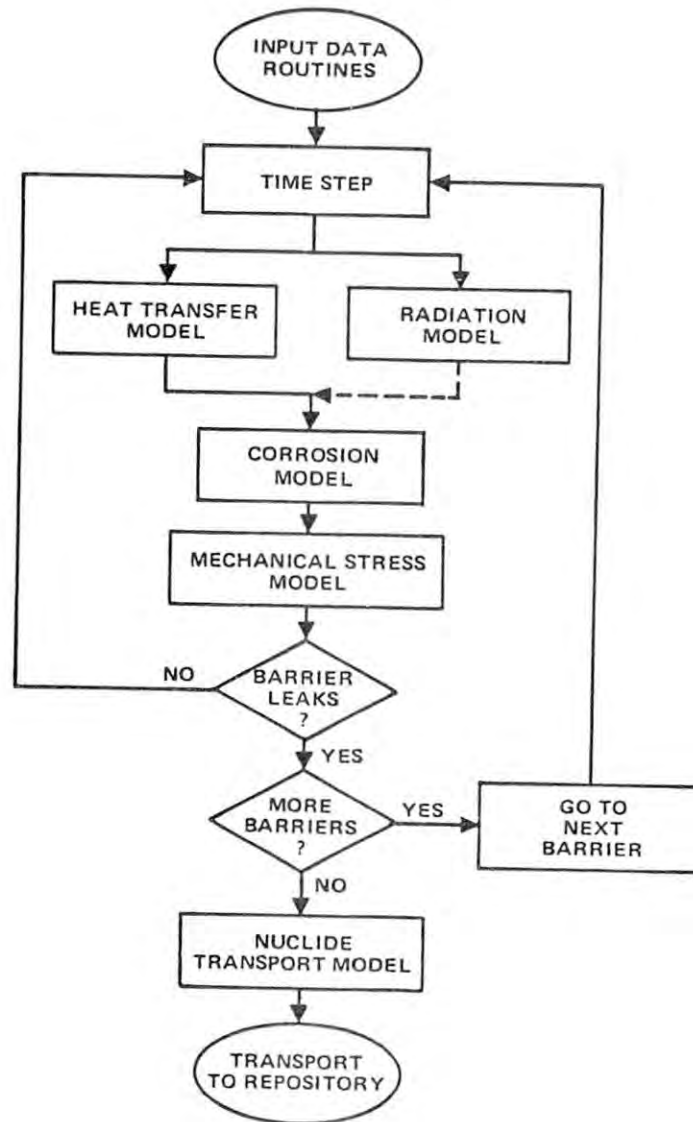 INPUT DATA
ROUTINES
TIME STEP
HEAT TRANSFER
MODEL
RADIATION
MODEL
CORROSION
MODEL
MECHANICAL STRESS
MODEL
NO
BARRIER
LEAKS
?
YES
MORE
BARRIERS
?
YES
GO TO
NEXT
BARRIER
NO
NUCLIDE
TRANSPORT MODEL
TRANSPORT
TO REPOSITORY